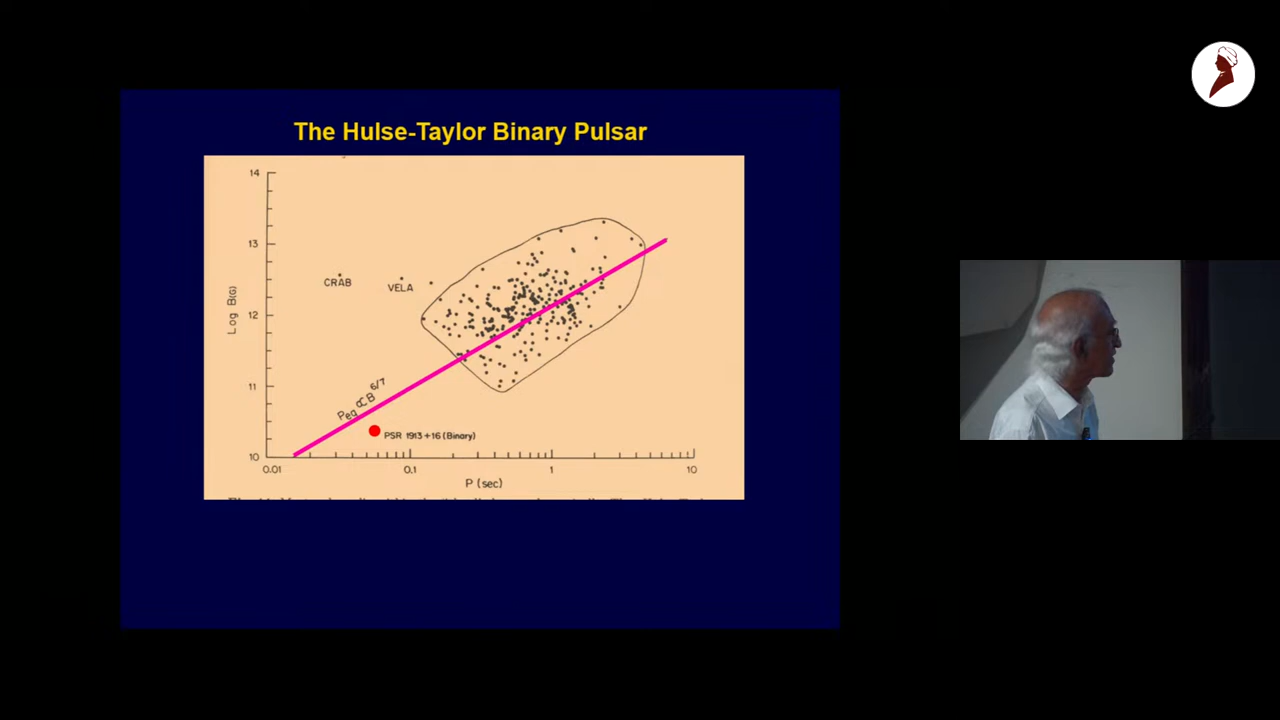 The Hulse-Taylor Binary Pulsar
14
13
12
11
10
Log B(G)
CRAB
VELA
Peq ∝ B^6/7
PSR 1913+16 (Binary)
0.01
0.1
1
10
P (sec)